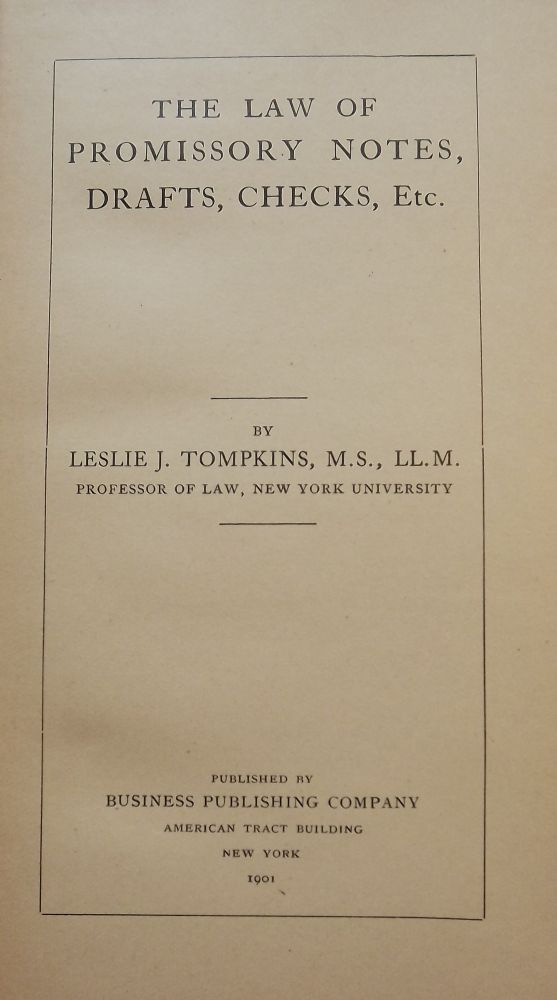 THE LAW OF
PROMISSORY NOTES,
DRAFTS, CHECKS, Etc.
BY
LESLIE J. TOMPKINS, M.S., LL.M.
PROFESSOR OF LAW, NEW YORK UNIVERSITY
PUBLISHED BY
BUSINESS PUBLISHING COMPANY
AMERICAN TRACT BUILDING
NEW YORK
1901